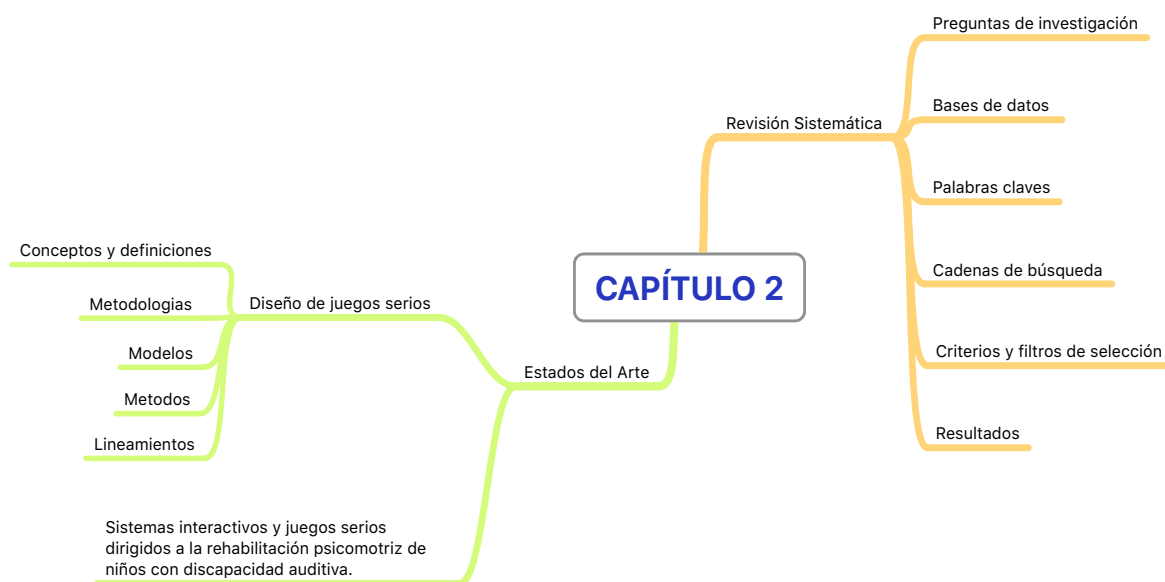 Preguntas de investigación
Bases de datos
Revisión Sistemática
Palabras claves
Cadenas de búsqueda
Criterios y filtros de selección
Resultados
CAPÍTULO 2
Estados del Arte
Diseño de juegos serios
Conceptos y definiciones
Metodologias
Modelos
Metodos
Lineamientos
Sistemas interactivos y juegos serios
dirigidos a la rehabilitación psicomotriz de
niños con discapacidad auditiva.